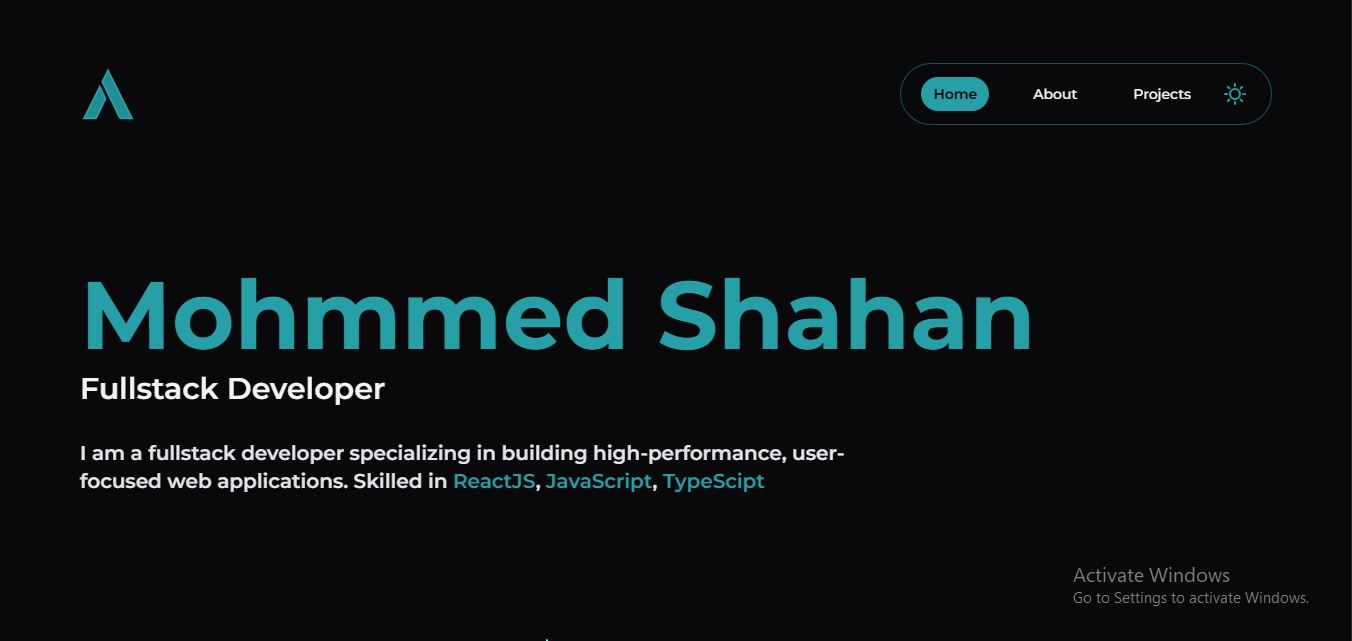 Home About Projects
Mohmmed Shahan
Fullstack Developer
I am a fullstack developer specializing in building high-performance, user-
focused web applications. Skilled in ReactJS, JavaScript, TypeScipt
Activate Windows
Go to Settings to activate Windows.